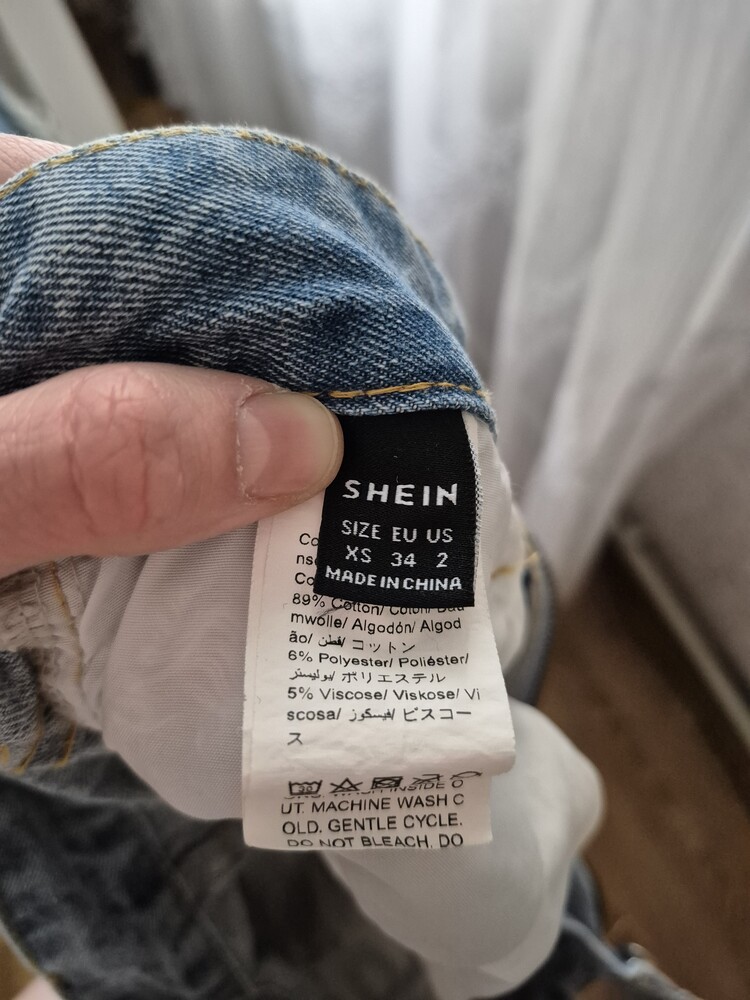 SHEIN
SIZE EU US
XS 34 2
MADE IN CHINA
89% Cotton/ Coton/ Bau
mwolle/ Algodón/ Algod
ão/ قطن/ コットン
6% Polyester/ Poliéster/
بوليستر/ ポリエステル
5% Viscose/ Viskose/ Vi
scosa/ فيسكوز/ ビスコー
ス
INSIDE O
UT. MACHINE WASH C
OLD. GENTLE CYCLE.
DO NOT BLEACH. DO